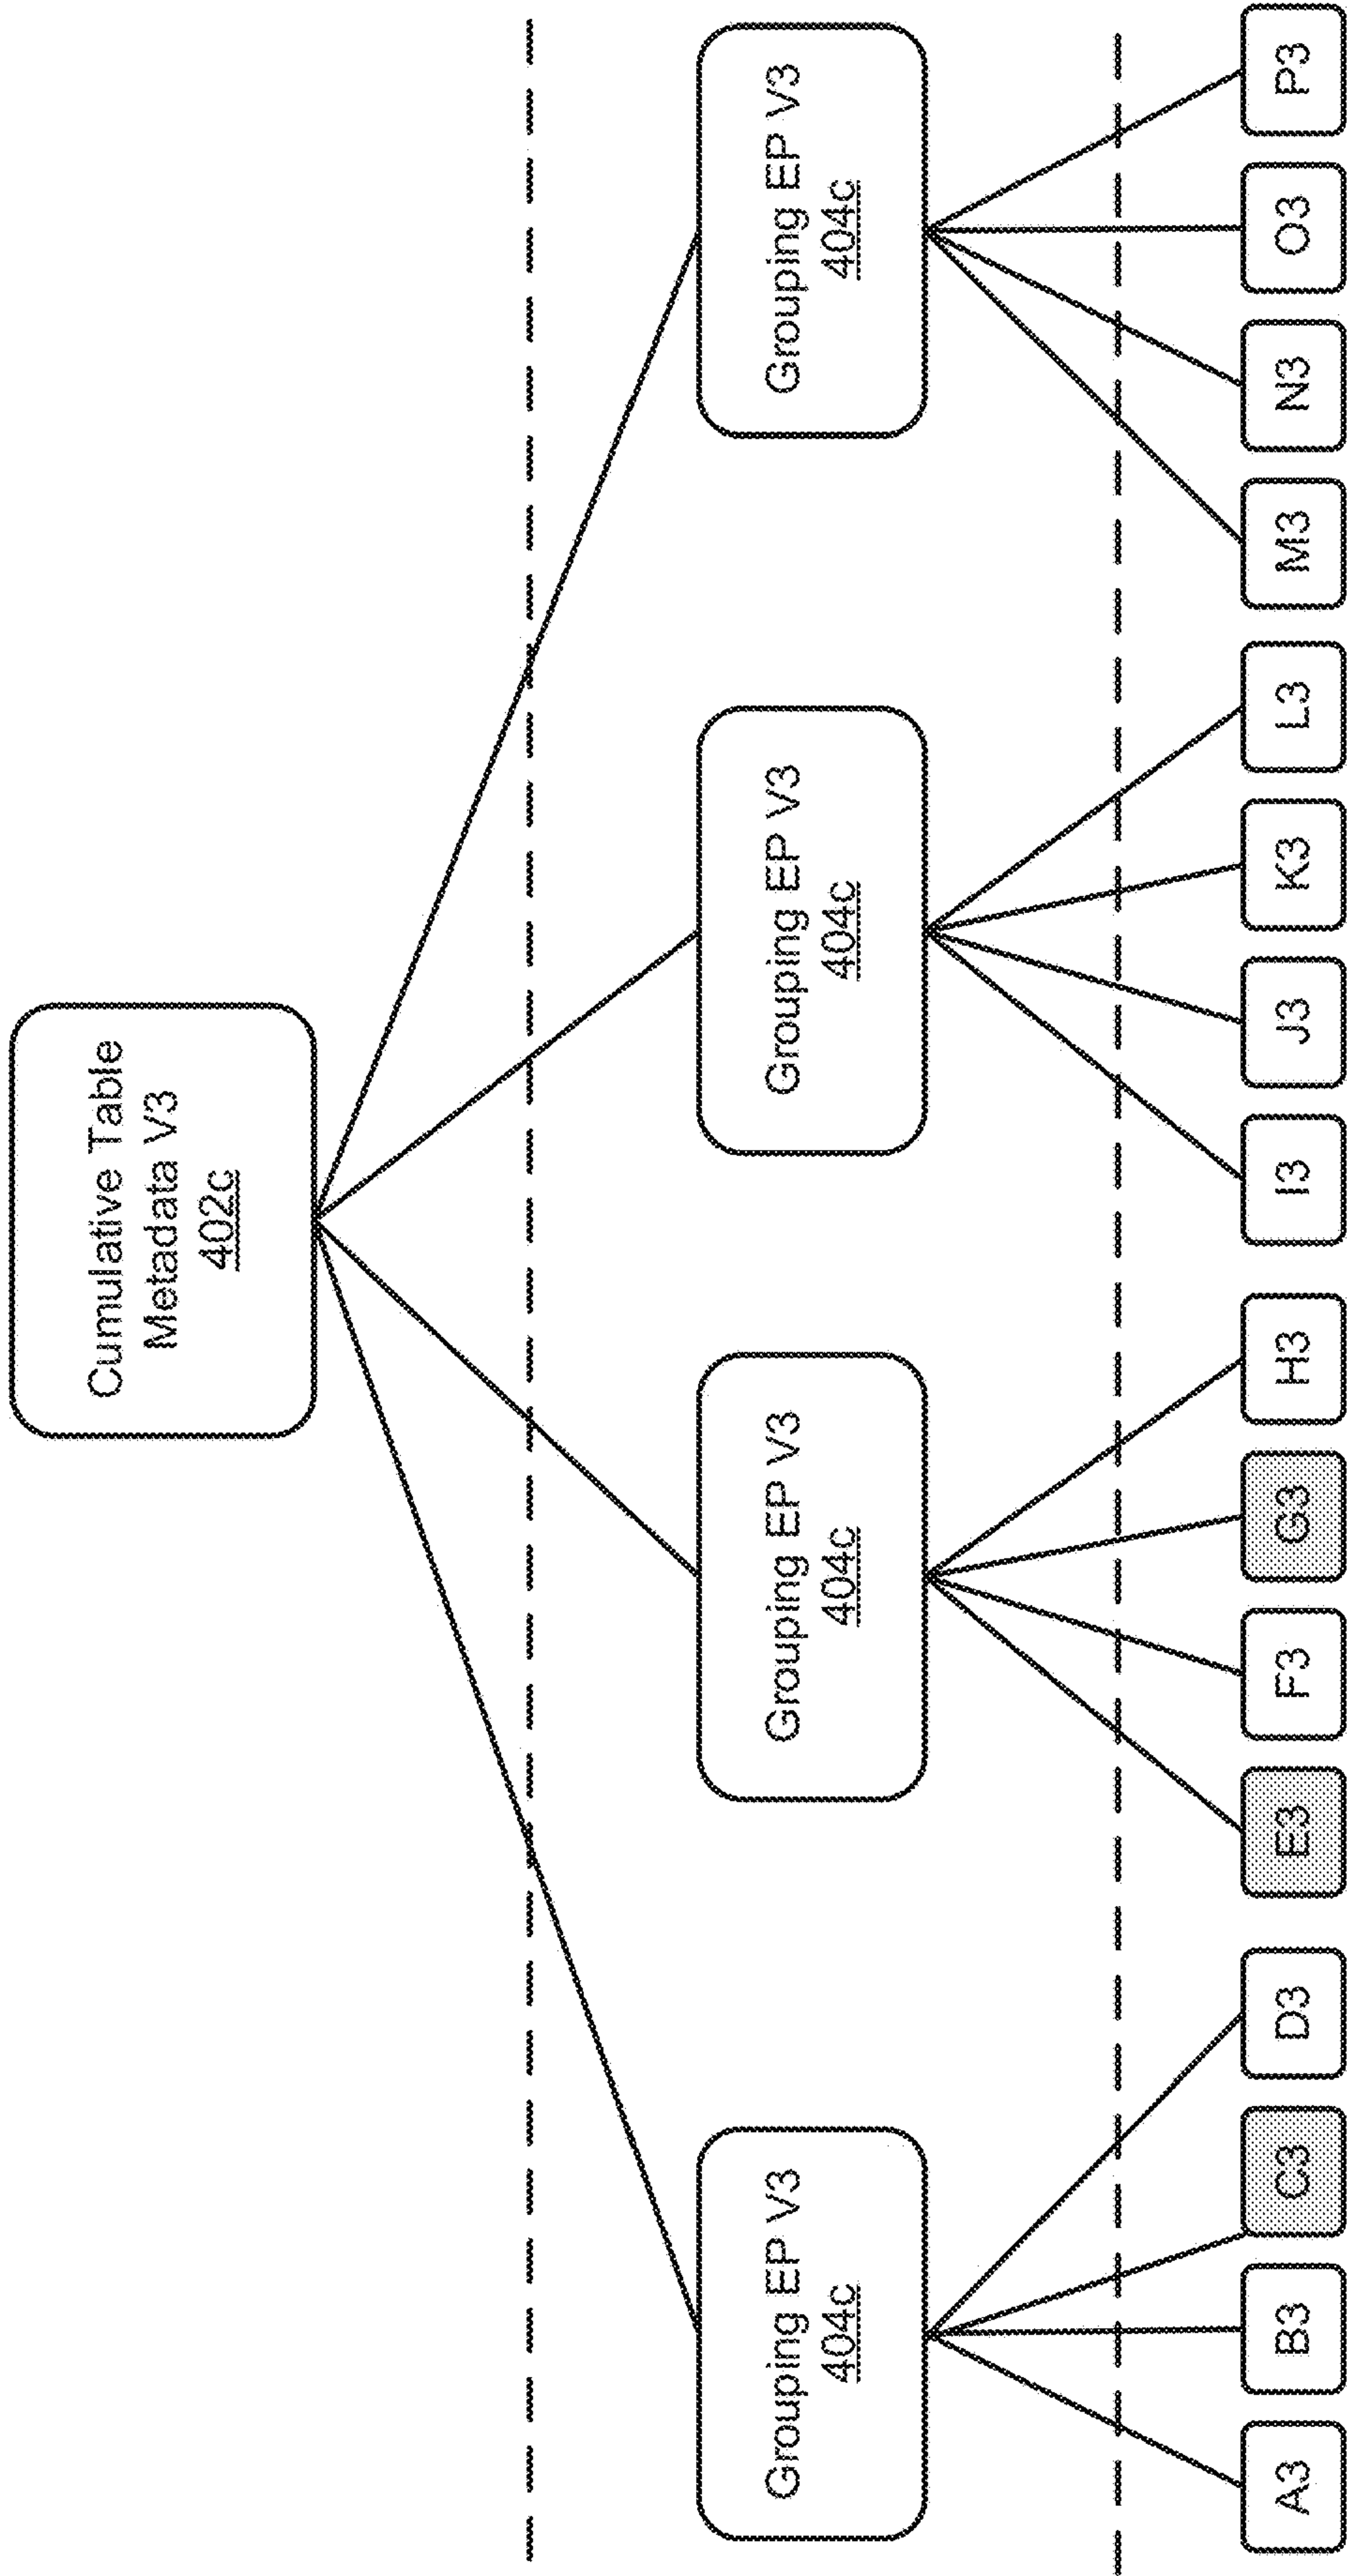 Cumulative Table
Metadata V3
402c
Grouping EP V3
404c
Grouping EP V3
404c
Grouping EP V3
404c
Grouping EP V3
404c
A3
B3
C3
D3
E3
F3
G3
H3
I3
J3
K3
L3
M3
N3
O3
P3